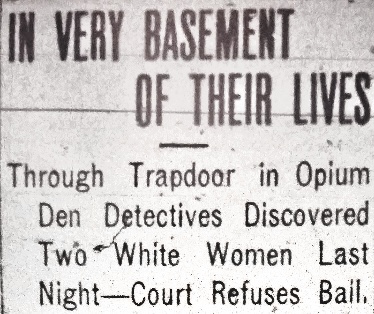 IN VERY BASEMENT
OF THEIR LIVES
Through Trapdoor in Opium
Den Detectives Discovered
Two White Women Last
Night—Court Refuses Bail.